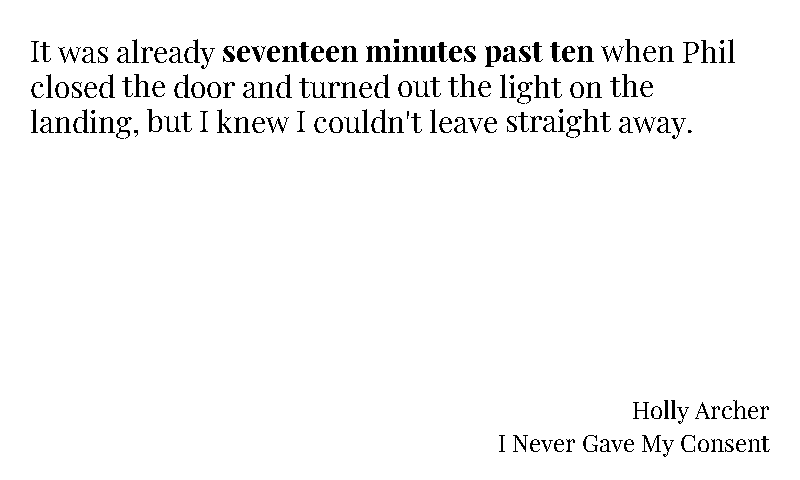 It was already seventeen minutes past ten when Phil
closed the door and turned out the light on the
landing, but I knew I couldn't leave straight away.
Holly Archer
I Never Gave My Consent